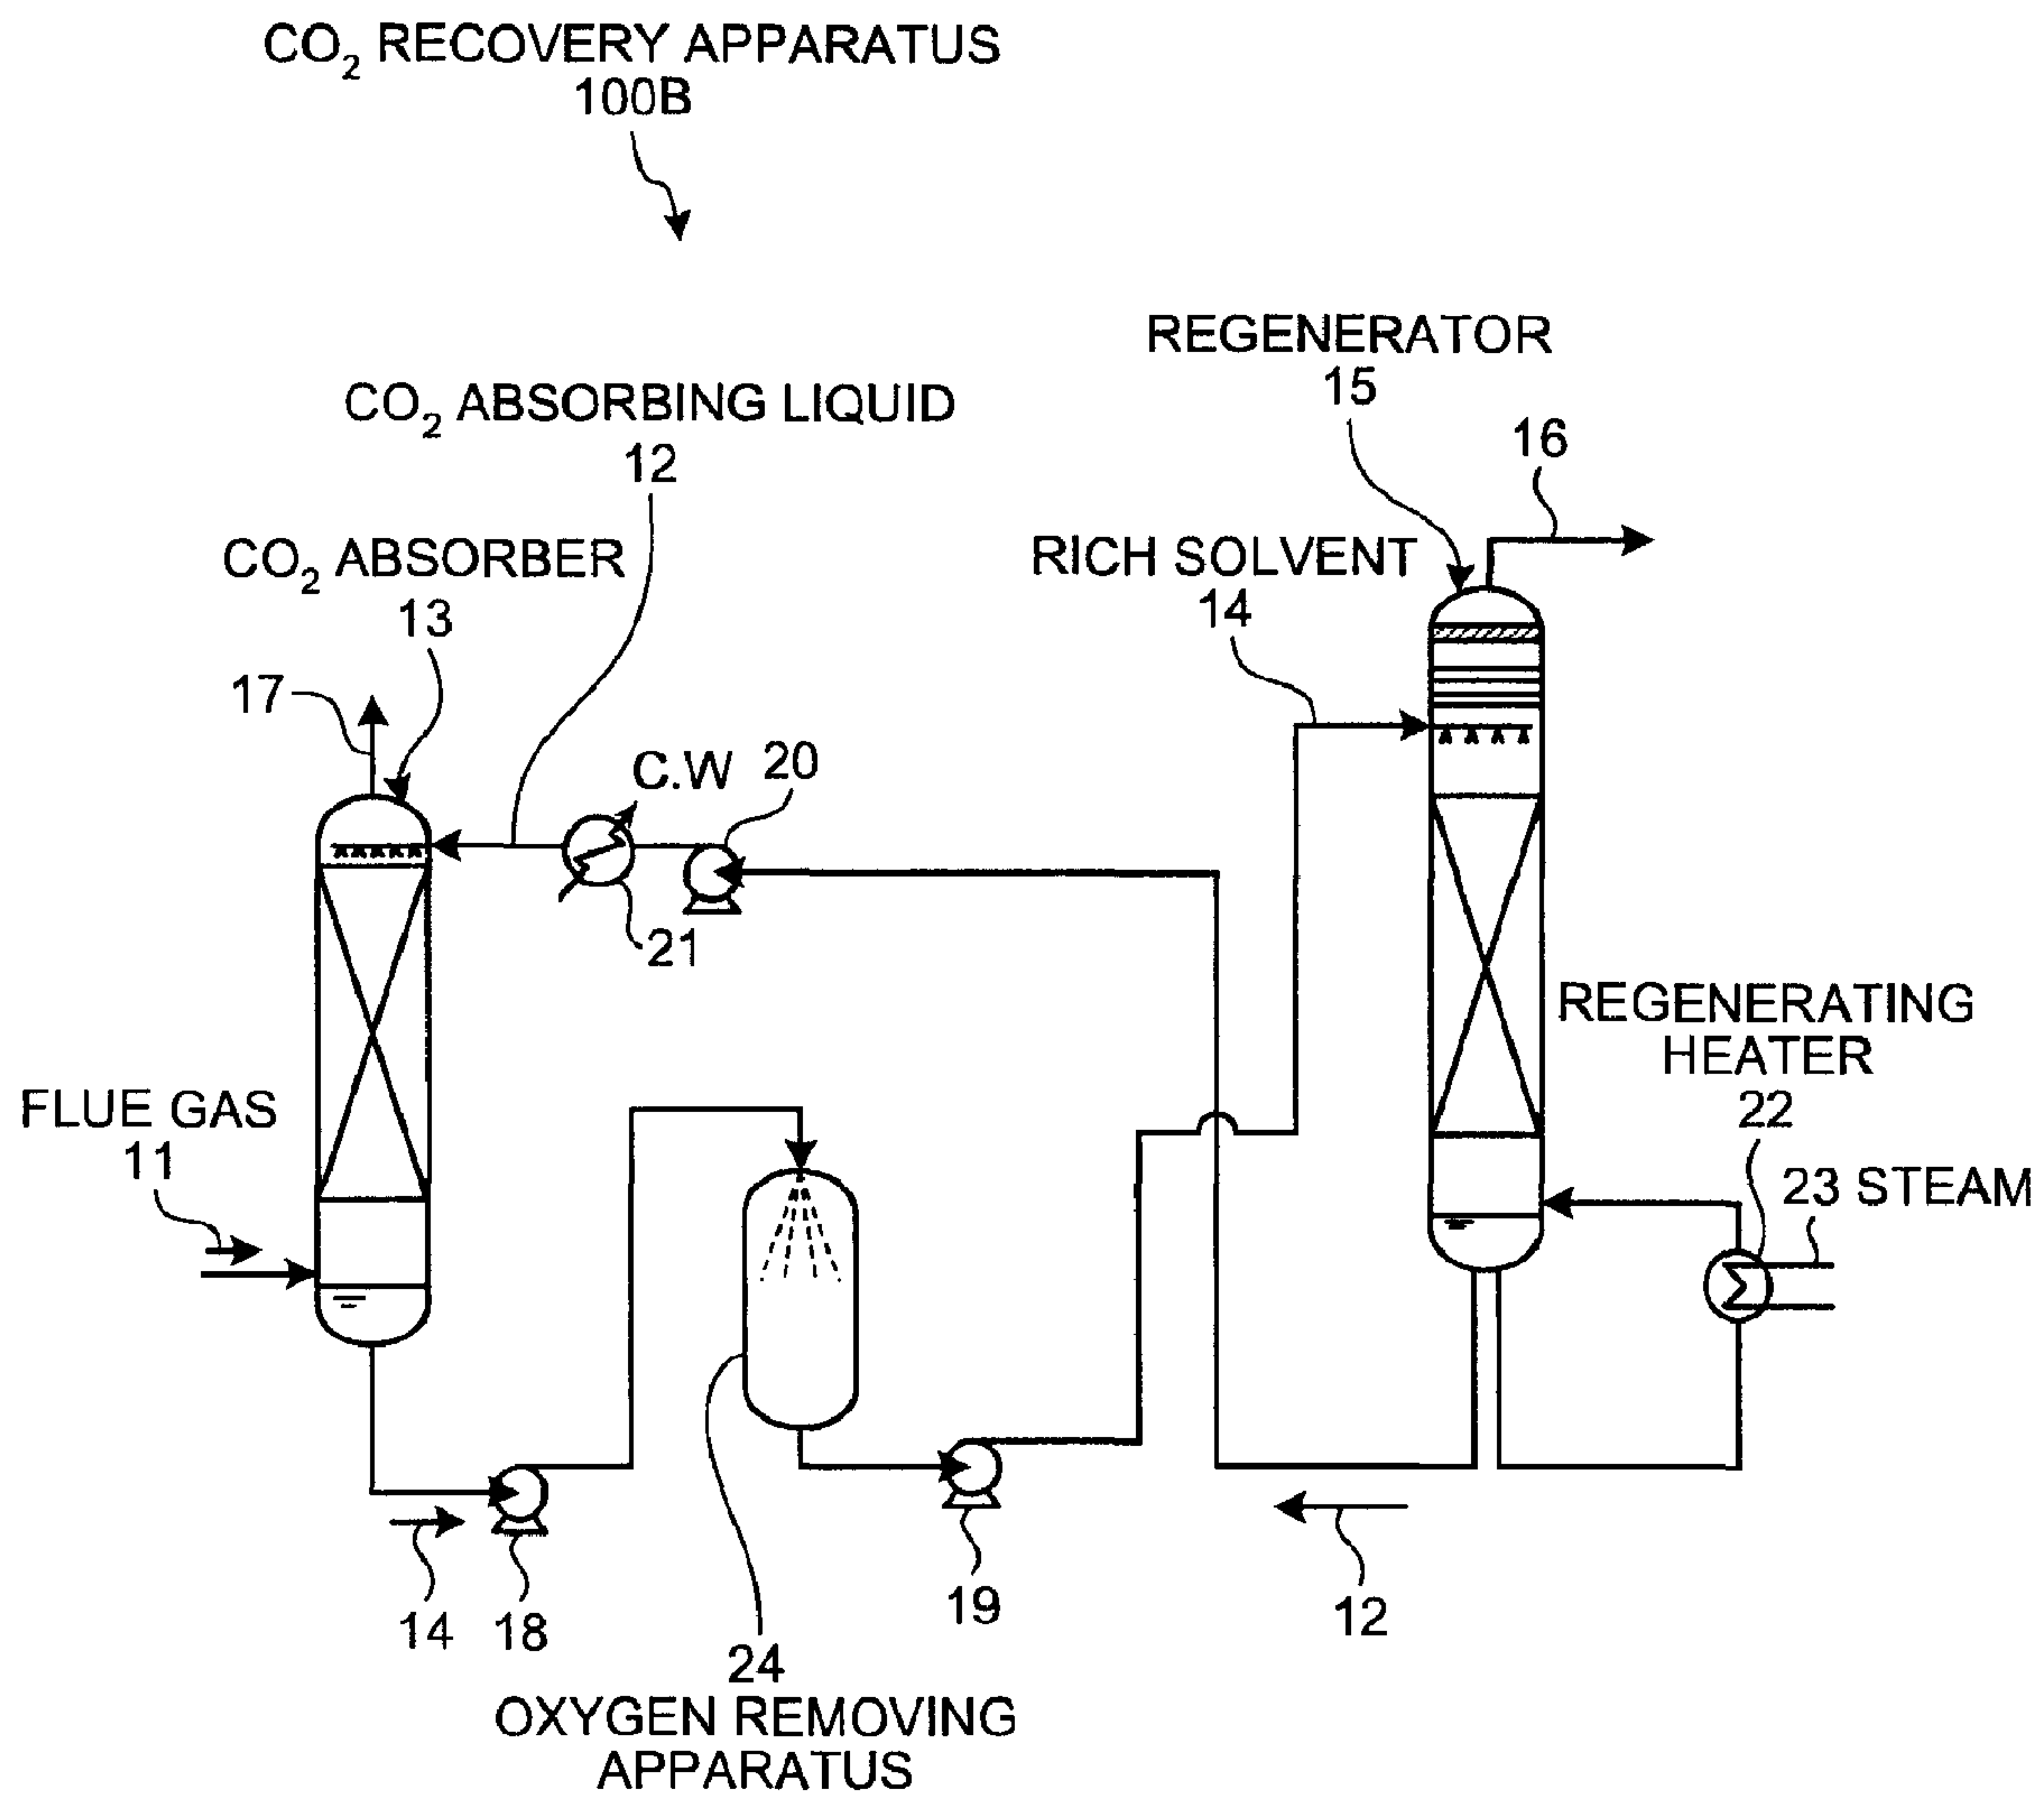 CO₂ RECOVERY APPARATUS
100B
REGENERATOR
15
16
CO₂ ABSORBING LIQUID
12
CO₂ ABSORBER
13
RICH SOLVENT
14
17
C.W
20
21
REGENERATING
HEATER
22
FLUE GAS
11
23 STEAM
14
18
19
12
24
OXYGEN REMOVING
APPARATUS